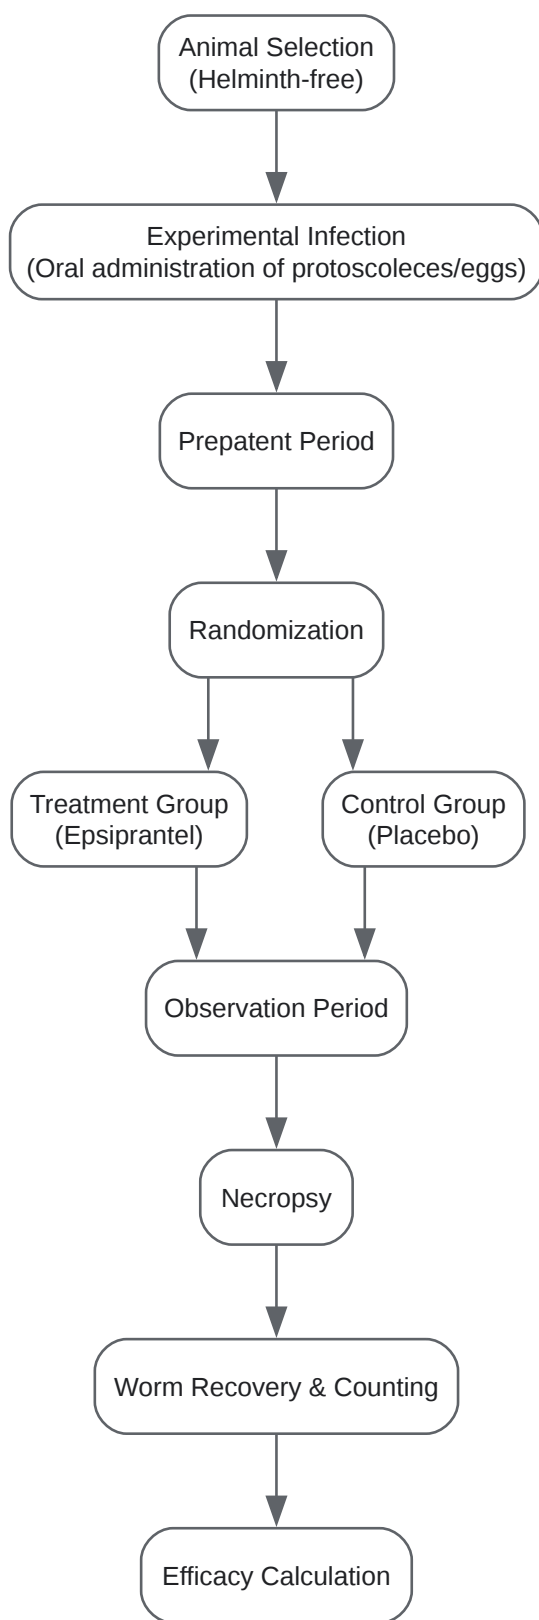 Animal Selection
(Helminth-free)
Experimental Infection
(Oral administration of protoscoleces/eggs)
Prepatent Period
Randomization
Treatment Group
(Epsiprantel)
Control Group
(Placebo)
Observation Period
Necropsy
Worm Recovery & Counting
Efficacy Calculation